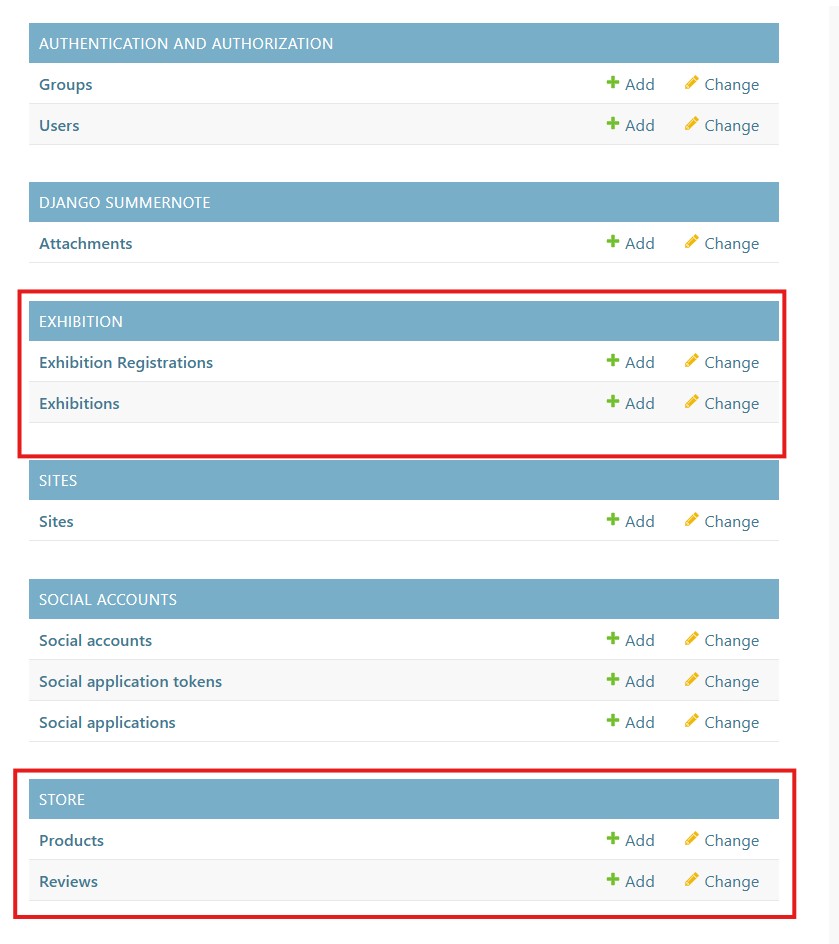 AUTHENTICATION AND AUTHORIZATION
Groups Add Change
Users Add Change
DJANGO SUMMERNOTE
Attachments Add Change
EXHIBITION
Exhibition Registrations Add Change
Exhibitions Add Change
SITES
Sites Add Change
SOCIAL ACCOUNTS
Social accounts Add Change
Social application tokens Add Change
Social applications Add Change
STORE
Products Add Change
Reviews Add Change